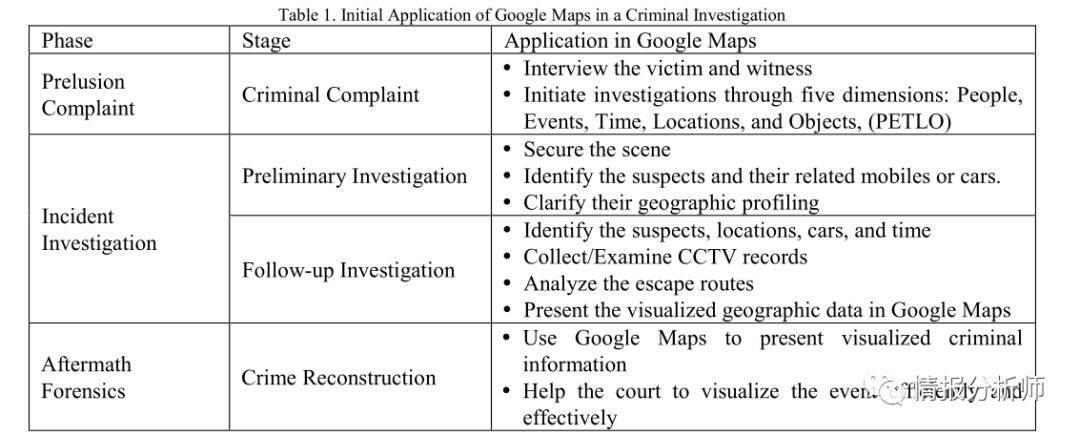 Table 1. Initial Application of Google Maps in a Criminal Investigation
Phase Stage Application in Google Maps
Prelusion
Complaint
Criminal Complaint
• Interview the victim and witness
• Initiate investigations through five dimensions: People,
Events, Time, Locations, and Objects, (PETLO)
Incident
Investigation
Preliminary Investigation
• Secure the scene
• Identify the suspects and their related mobiles or cars.
• Clarify their geographic profiling
Follow-up Investigation
• Identify the suspects, locations, cars, and time
• Collect/Examine CCTV records
• Analyze the escape routes
• Present the visualized geographic data in Google Maps
Aftermath
Forensics
Crime Reconstruction
• Use Google Maps to present visualized criminal
information
• Help the court to visualize the event efficiently and
effectively
情报分析师